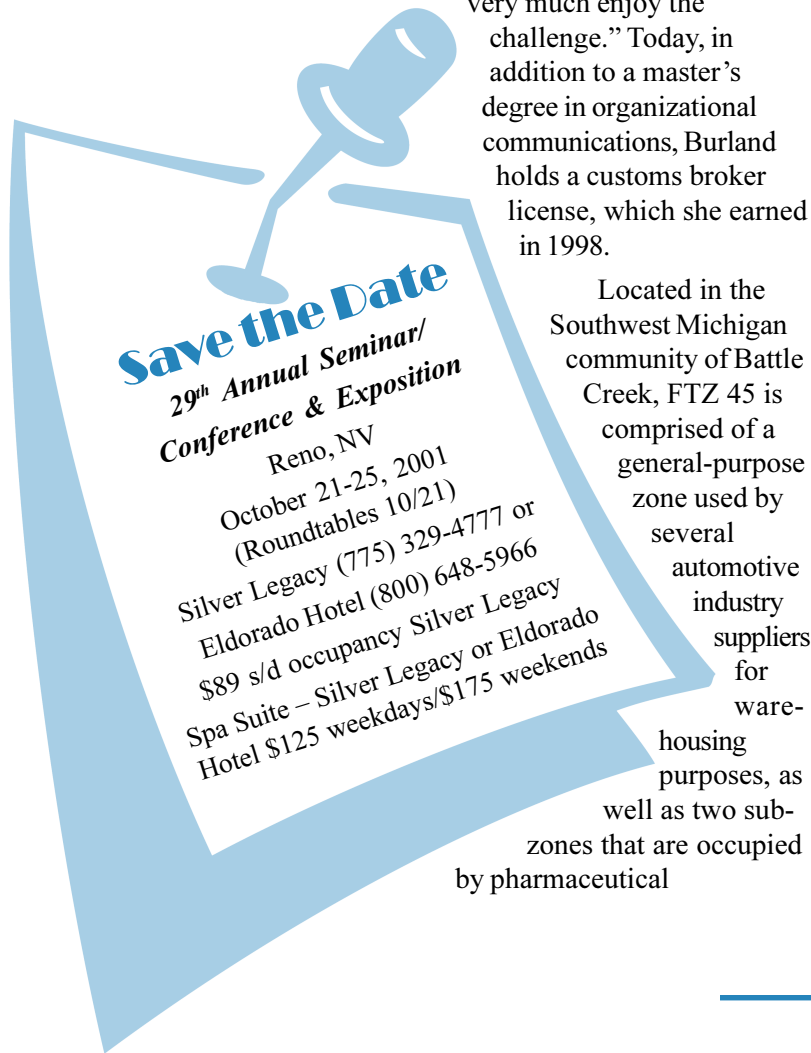 very much enjoy the
challenge.” Today, in
addition to a master’s
degree in organizational
communications, Burland
holds a customs broker
license, which she earned
in 1998.
Located in the
Southwest Michigan
community of Battle
Creek, FTZ 45 is
comprised of a
general-purpose
zone used by
several
automotive
industry
suppliers
for
ware-
housing
purposes, as
well as two sub-
zones that are occupied
by pharmaceutical
Save the Date
29th Annual Seminar/
Conference & Exposition
Reno, NV
October 21-25, 2001
(Roundtables 10/21)
Silver Legacy (775) 329-4777 or
Eldorado Hotel (800) 648-5966
$89 s/d occupancy Silver Legacy
Spa Suite – Silver Legacy or Eldorado
Hotel $125 weekdays/$175 weekends